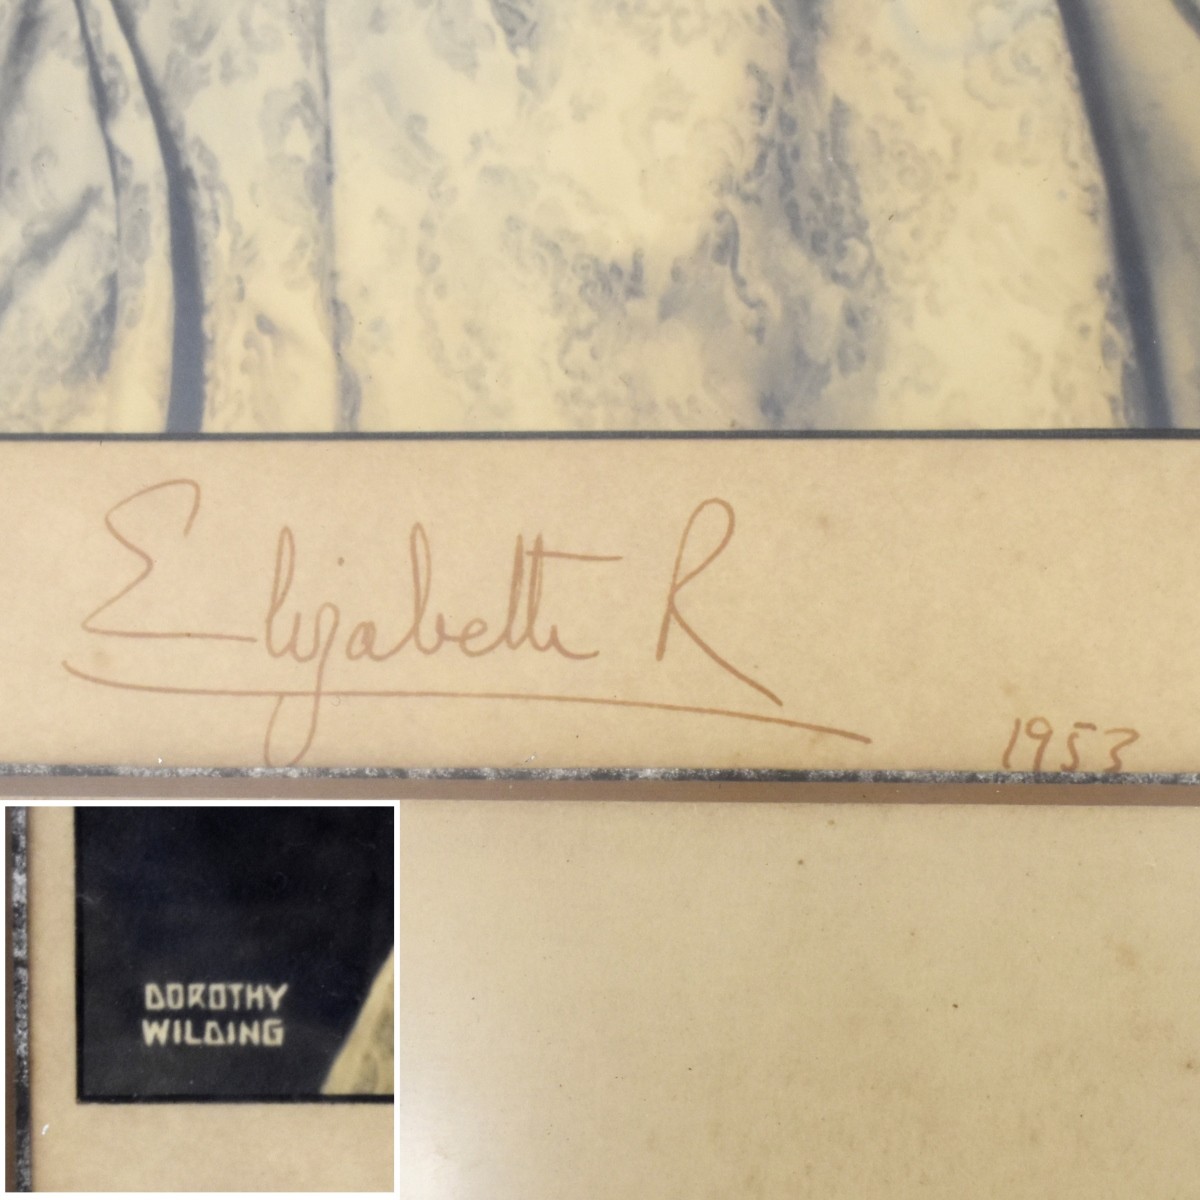 Elizabeth R
1953
DOROTHY
WILDING